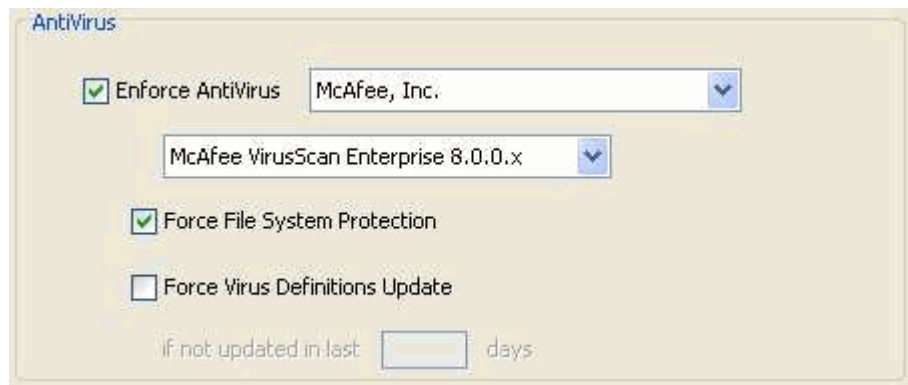 AntiVirus
Enforce AntiVirus McAfee, Inc.
McAfee VirusScan Enterprise 8.0.0.x
Force File System Protection
Force Virus Definitions Update
if not updated in last days